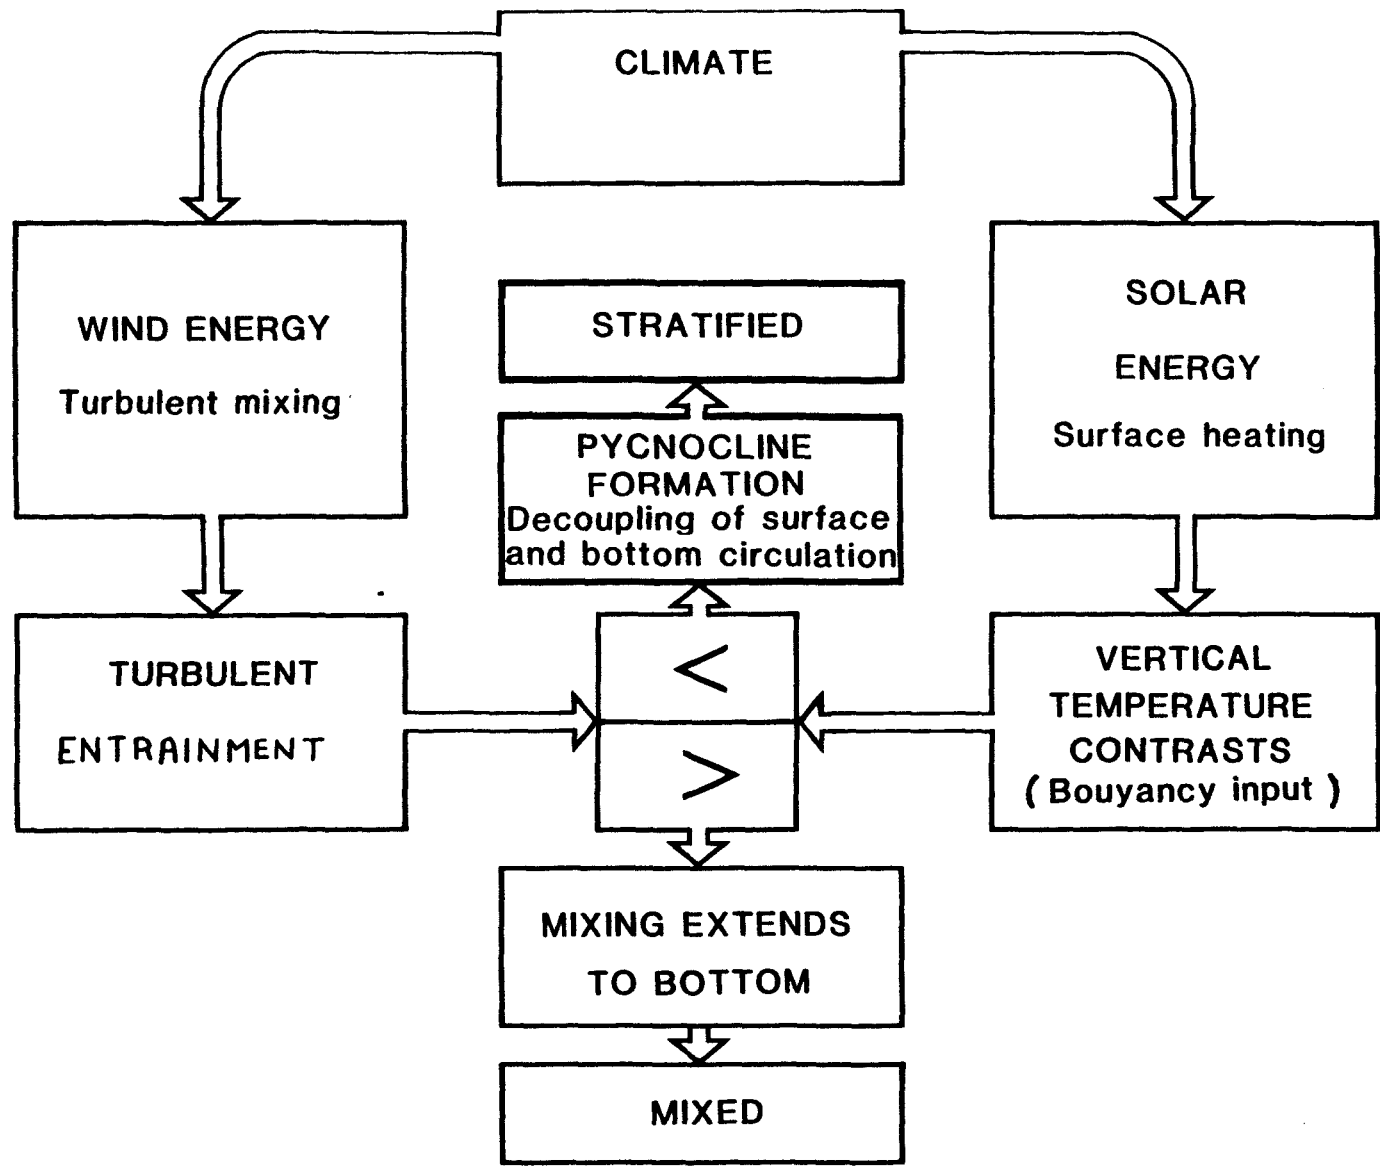 CLIMATE
WIND ENERGY
Turbulent mixing
SOLAR
ENERGY
Surface heating
STRATIFIED
PYCNOCLINE
FORMATION
Decoupling of surface
and bottom circulation
TURBULENT
ENTRAINMENT
<
>
VERTICAL
TEMPERATURE
CONTRASTS
(Bouyancy input)
MIXING EXTENDS
TO BOTTOM
MIXED